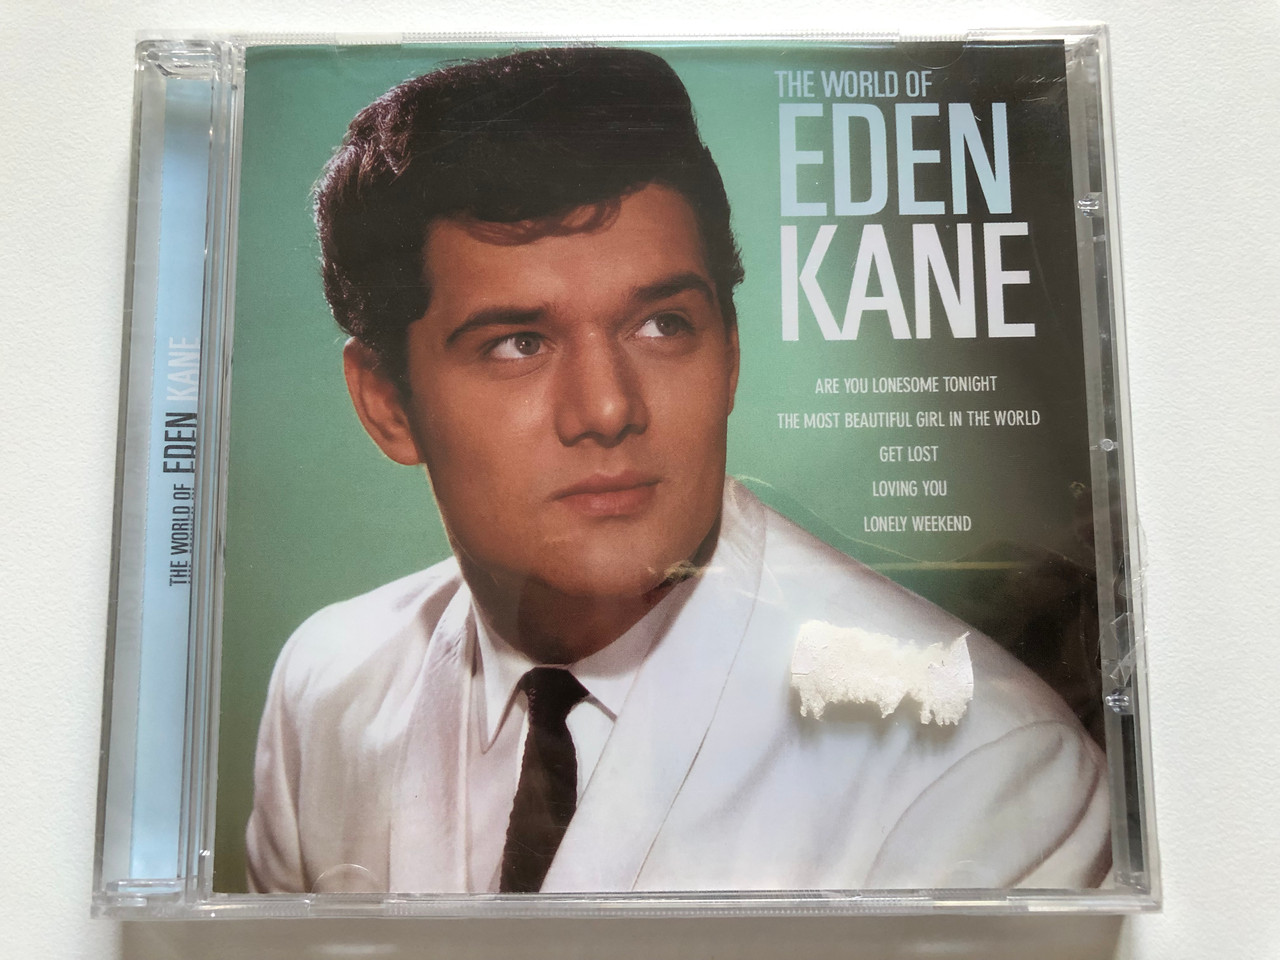 THE WORLD OF
EDEN
KANE
ARE YOU LONESOME TONIGHT
THE MOST BEAUTIFUL GIRL IN THE WORLD
GET LOST
LOVING YOU
LONELY WEEKEND
THE WORLD OF EDEN KANE